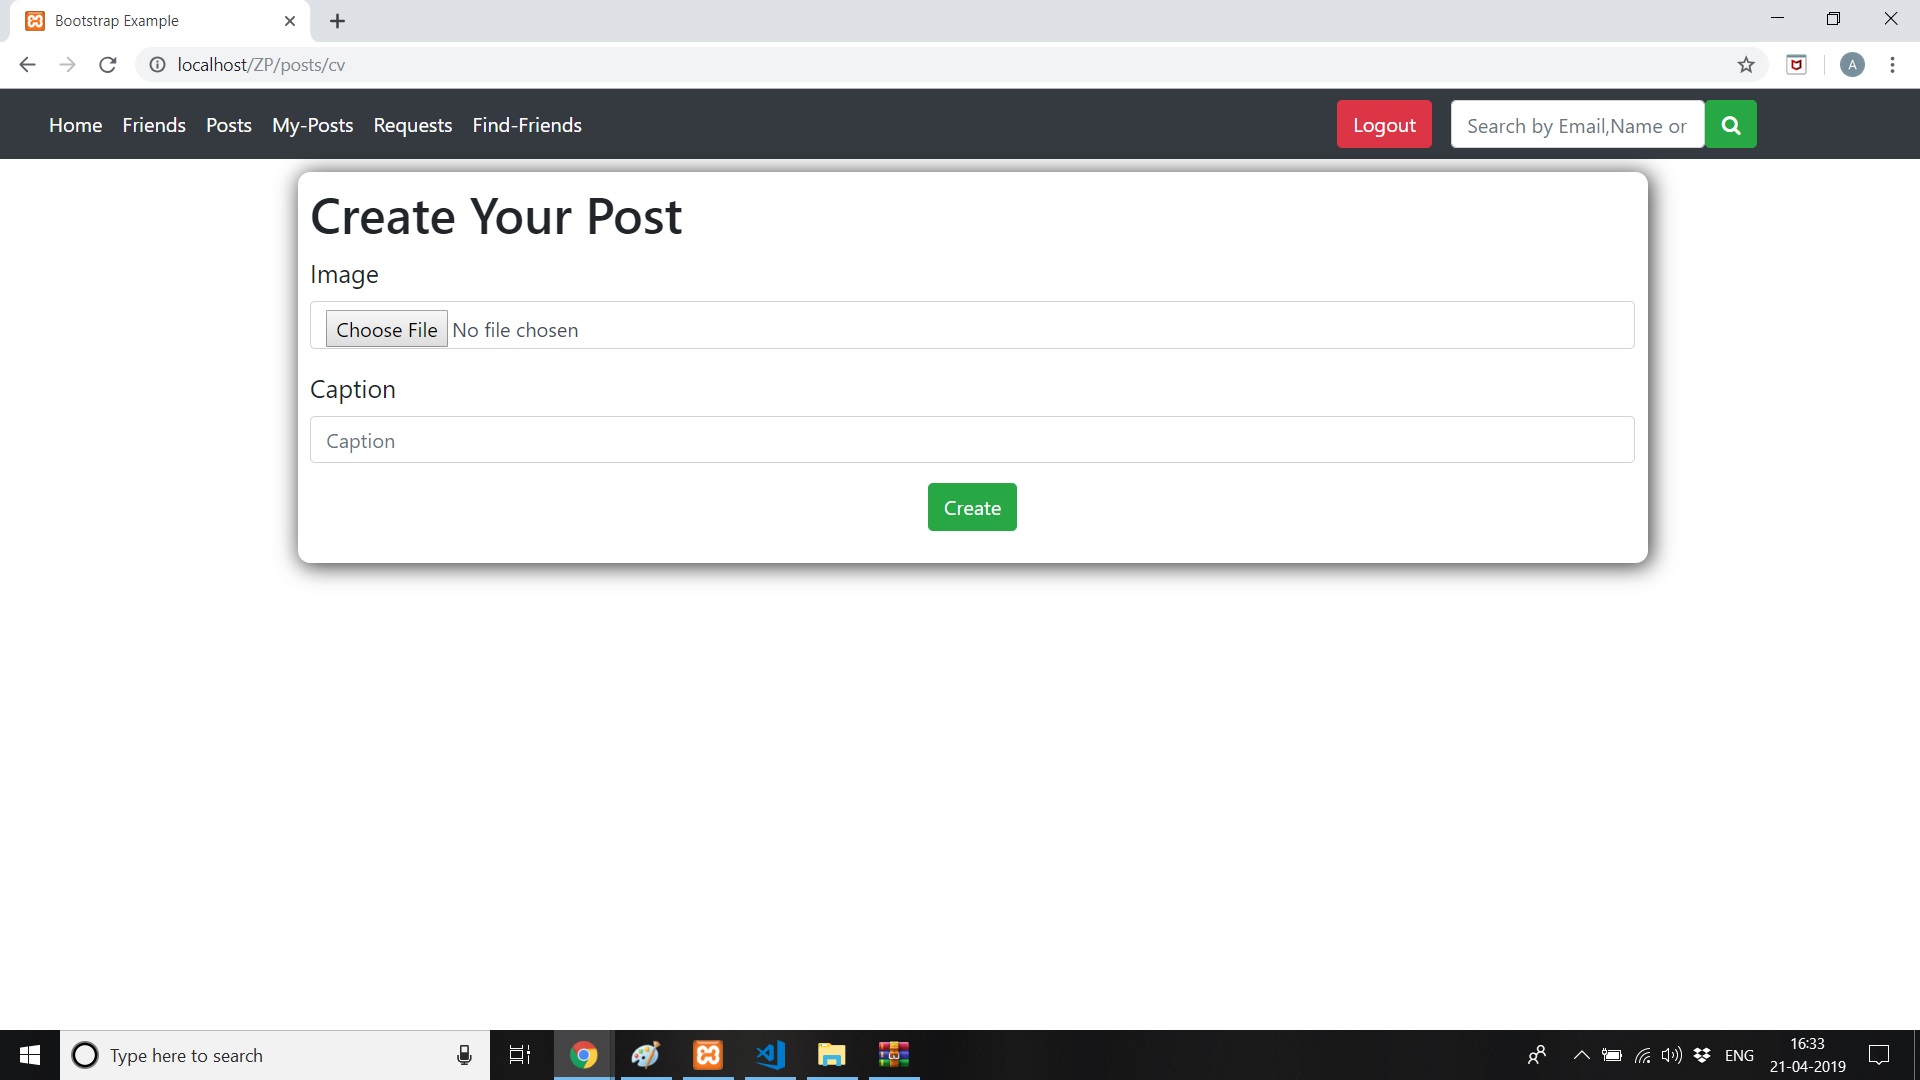 Bootstrap Example
localhost/ZP/posts/cv
A
Home Friends Posts My-Posts Requests Find-Friends Logout Search by Email,Name or
Create Your Post
Image
Choose File No file chosen
Caption
Caption
Create
Type here to search
ENG
16:33
21-04-2019